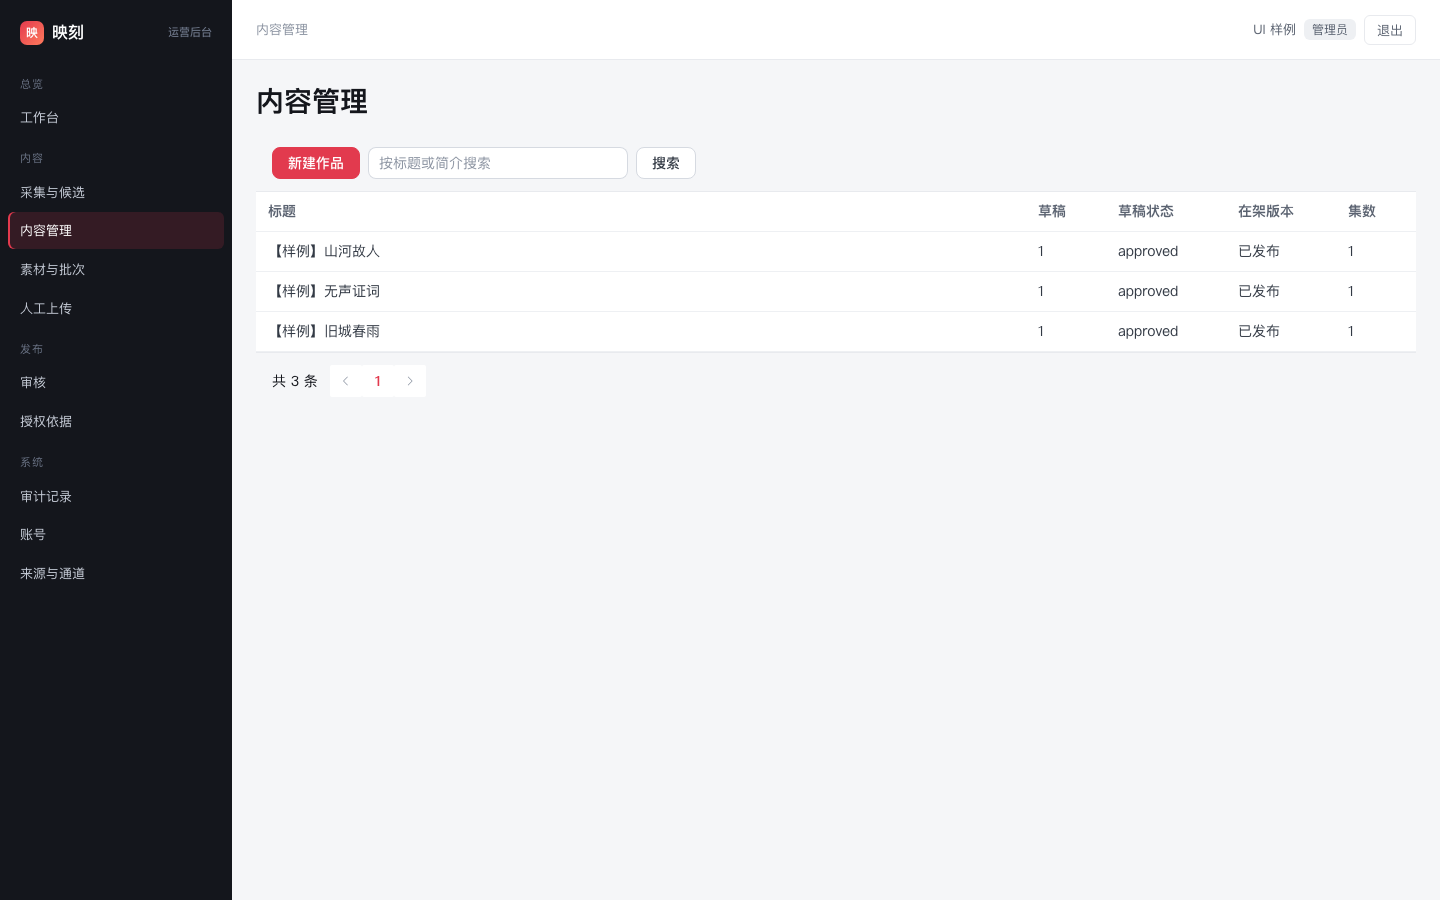 映 映刻 运营后台
总览
工作台
内容
采集与候选
内容管理
素材与批次
人工上传
发布
审核
授权依据
系统
审计记录
账号
来源与通道
内容管理 UI 样例 管理员 退出
内容管理
新建作品 按标题或简介搜索 搜索
标题 草稿 草稿状态 在架版本 集数
【样例】山河故人 1 approved 已发布 1
【样例】无声证词 1 approved 已发布 1
【样例】旧城春雨 1 approved 已发布 1
共 3 条 1